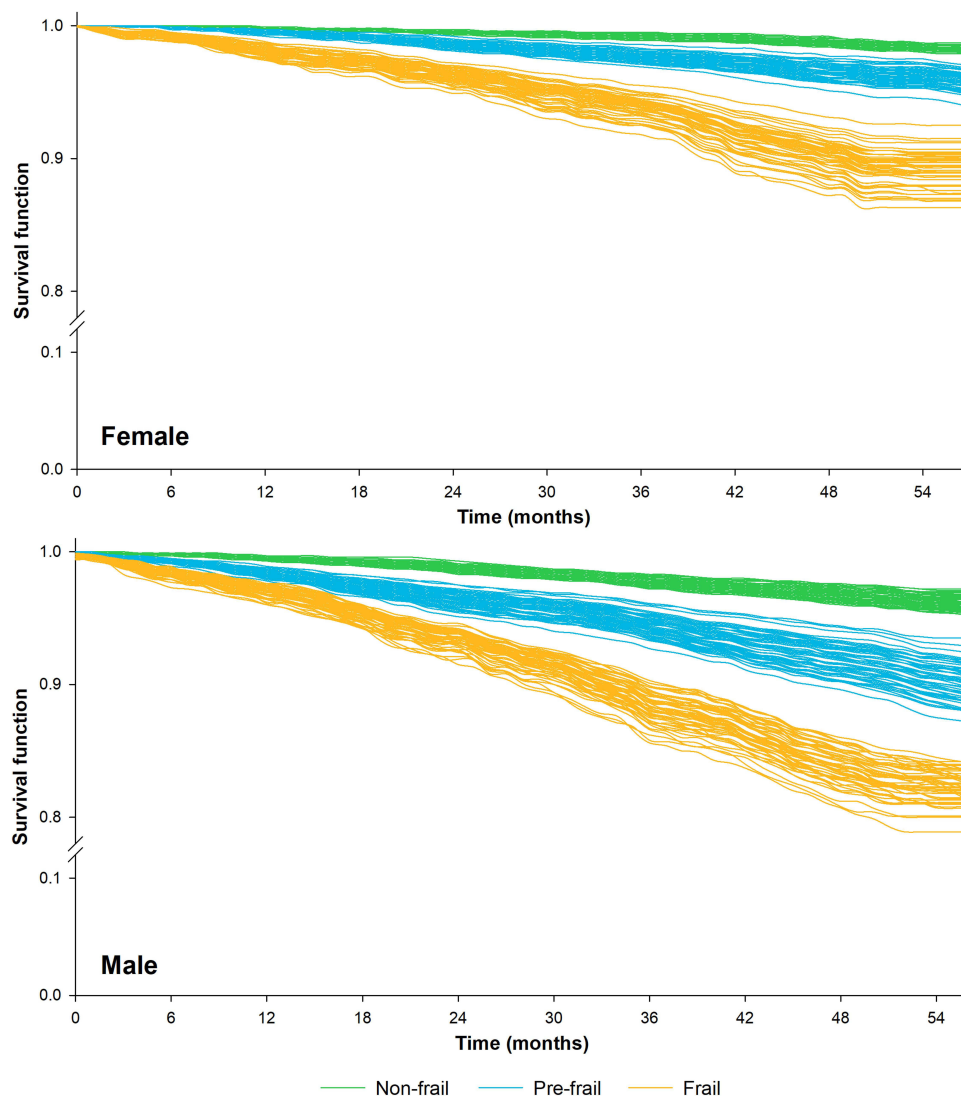 1.0
0.9
0.8
0.1
0.0
Survival function
Female
0 6 12 18 24 30 36 42 48 54
Time (months)
1.0
0.9
0.8
0.1
0.0
Survival function
Male
0 6 12 18 24 30 36 42 48 54
Time (months)
Non-frail Pre-frail Frail